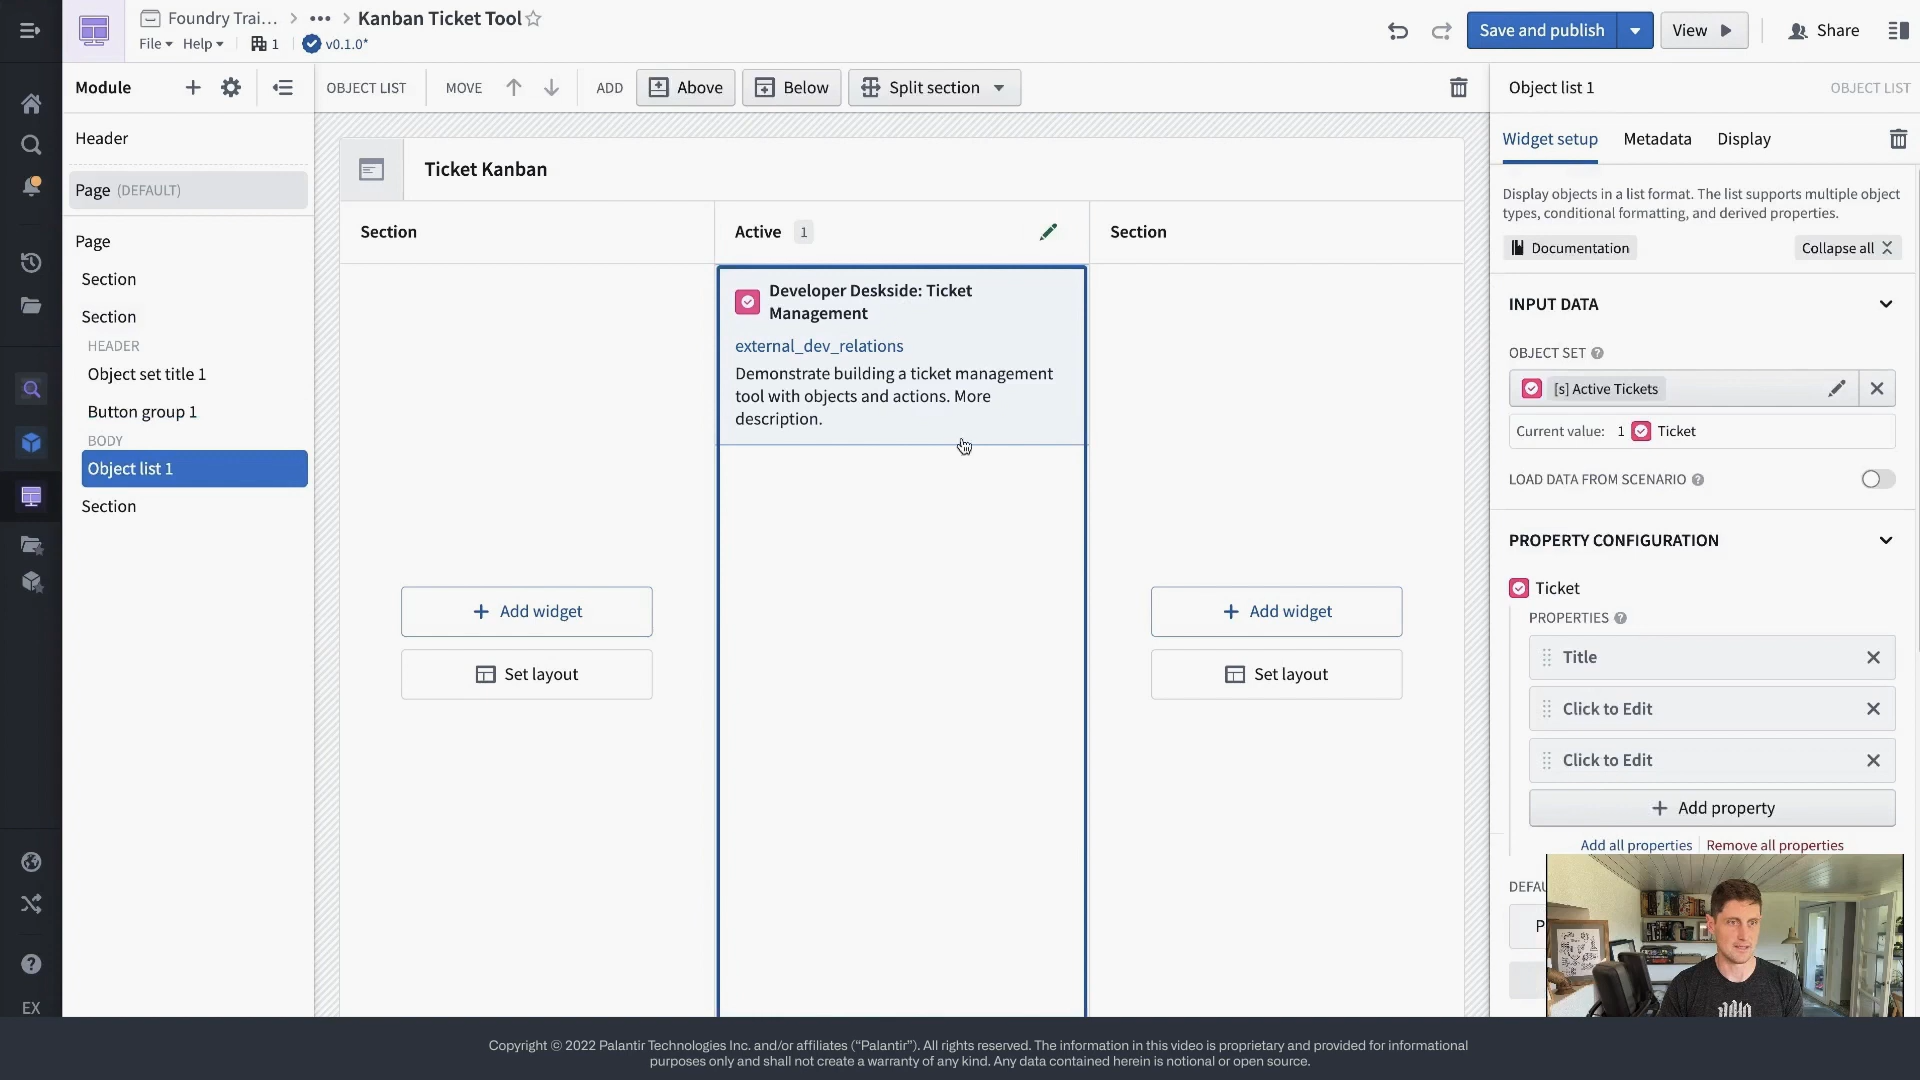 Foundry Trai... > ••• > Kanban Ticket Tool
File Help 1 v0.1.0*
Save and publish
View
Share
Module
OBJECT LIST
MOVE
ADD
Above
Below
Split section
Header
Page (DEFAULT)
Page
Section
Section
HEADER
Object set title 1
Button group 1
BODY
Object list 1
Section
EX
Ticket Kanban
Section
Active 1
Section
Developer Deskside: Ticket
Management
external_dev_relations
Demonstrate building a ticket management
tool with objects and actions. More
description.
+ Add widget
Set layout
+ Add widget
Set layout
Object list 1
OBJECT LIST
Widget setup
Metadata
Display
Display objects in a list format. The list supports multiple object
types, conditional formatting, and derived properties.
Documentation
Collapse all
INPUT DATA
OBJECT SET
[s] Active Tickets
Current value: 1 Ticket
LOAD DATA FROM SCENARIO
PROPERTY CONFIGURATION
Ticket
PROPERTIES
Title
Click to Edit
Click to Edit
+ Add property
Add all properties
Remove all properties
Copyright © 2022 Palantir Technologies Inc. and/or affiliates (“Palantir”). All rights reserved. The information in this video is proprietary and provided for informational
purposes only and shall not create a warranty of any kind. Any data contained herein is notional or open source.